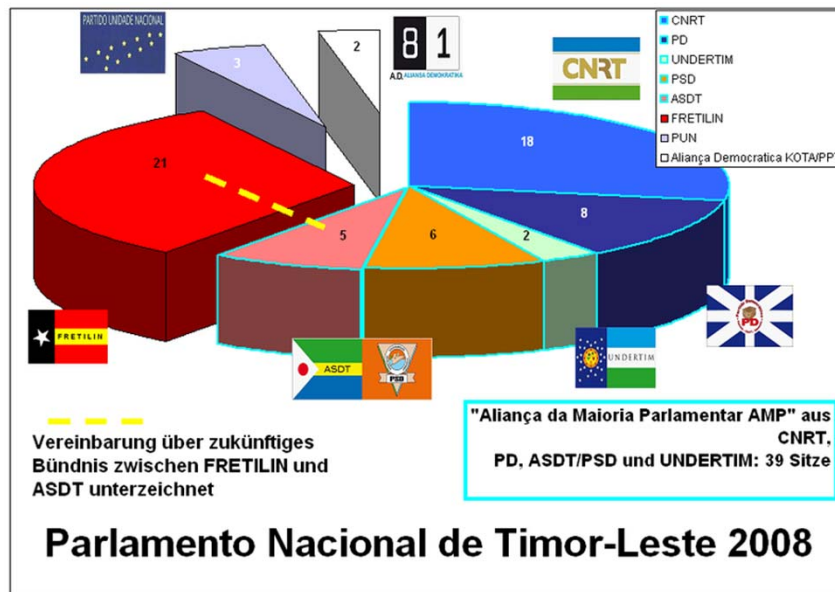 PARTIDO UNIDADE NACIONAL
3
2
8 1
A.D. ALIANSA DEMOKRATIKA
CNRT
CNRT
PD
UNDERTIM
PSD
ASDT
FRETILIN
PUN
Aliança Democratica KOTA/PPT
21
18
8
5
6
2
FRETILIN
ASDT
PSD
UNDERTIM
PD
Vereinbarung über zukünftiges
Bündnis zwischen FRETILIN und
ASDT unterzeichnet
"Aliança da Maioria Parlamentar AMP" aus
CNRT,
PD, ASDT/PSD und UNDERTIM: 39 Sitze
Parlamento Nacional de Timor-Leste 2008